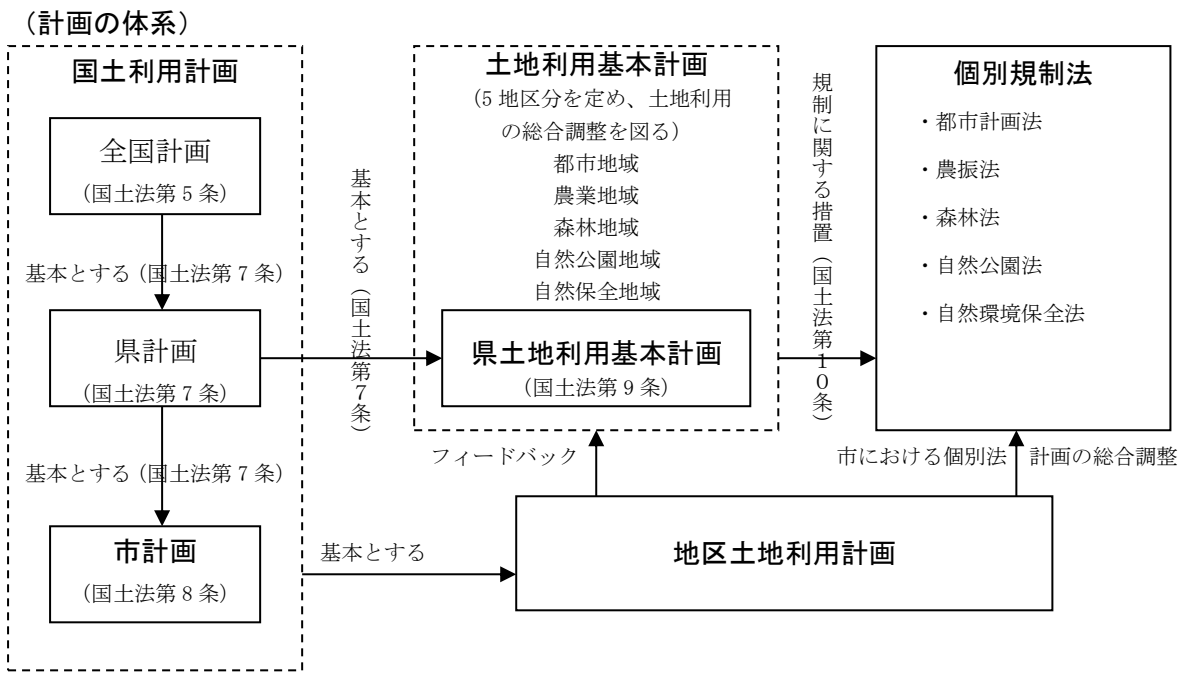 （計画の体系）
国土利用計画
全国計画
（国土法第５条）
基本とする（国土法第７条）
県計画
（国土法第７条）
基本とする（国土法第７条）
市計画
（国土法第８条）
基本とする（国土法第７条）
基本とする
土地利用基本計画
（5 地区分を定め、土地利用
の総合調整を図る）
都市地域
農業地域
森林地域
自然公園地域
自然保全地域
県土地利用基本計画
（国土法第９条）
フィードバック
規制に関する措置（国土法第１０条）
個別規制法
・都市計画法
・農振法
・森林法
・自然公園法
・自然環境保全法
市における個別法 計画の総合調整
地区土地利用計画